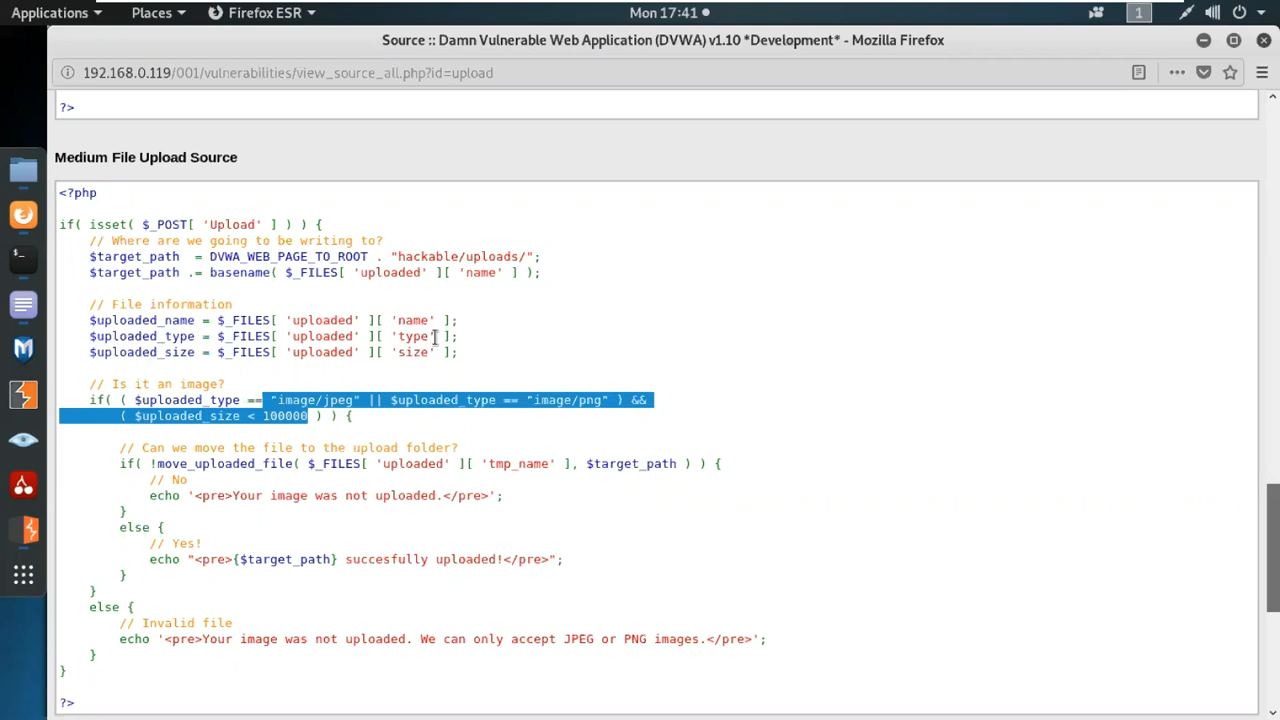 Applications Places Firefox ESR Mon 17:41 1
Source :: Damn Vulnerable Web Application (DVWA) v1.10 *Development* - Mozilla Firefox
192.168.0.119/001/vulnerabilities/view_source_all.php?id=upload
?>
Medium File Upload Source
<?php
if( isset( $_POST[ 'Upload' ] ) ) {
// Where are we going to be writing to?
$target_path  = DVWA_WEB_PAGE_TO_ROOT . "hackable/uploads/";
$target_path .= basename( $_FILES[ 'uploaded' ][ 'name' ] );
// File information
$uploaded_name = $_FILES[ 'uploaded' ][ 'name' ];
$uploaded_type = $_FILES[ 'uploaded' ][ 'type' ];
$uploaded_size = $_FILES[ 'uploaded' ][ 'size' ];
// Is it an image?
if( ( $uploaded_type == "image/jpeg" || $uploaded_type == "image/png" ) &&
( $uploaded_size < 100000 ) ) {
// Can we move the file to the upload folder?
if( !move_uploaded_file( $_FILES[ 'uploaded' ][ 'tmp_name' ], $target_path ) ) {
// No
echo '<pre>Your image was not uploaded.</pre>';
}
else {
// Yes!
echo "<pre>{$target_path} succesfully uploaded!</pre>";
}
}
else {
// Invalid file
echo '<pre>Your image was not uploaded. We can only accept JPEG or PNG images.</pre>';
}
}
?>